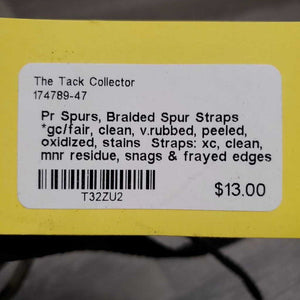 The Tack Collector
174789-47
Pr Spurs, Braided Spur Straps
*gc/fair, clean, v.rubbed, peeled,
oxidized, stains  Straps: xc, clean,
mnr residue, snags & frayed edges
T32ZU2
$13.00